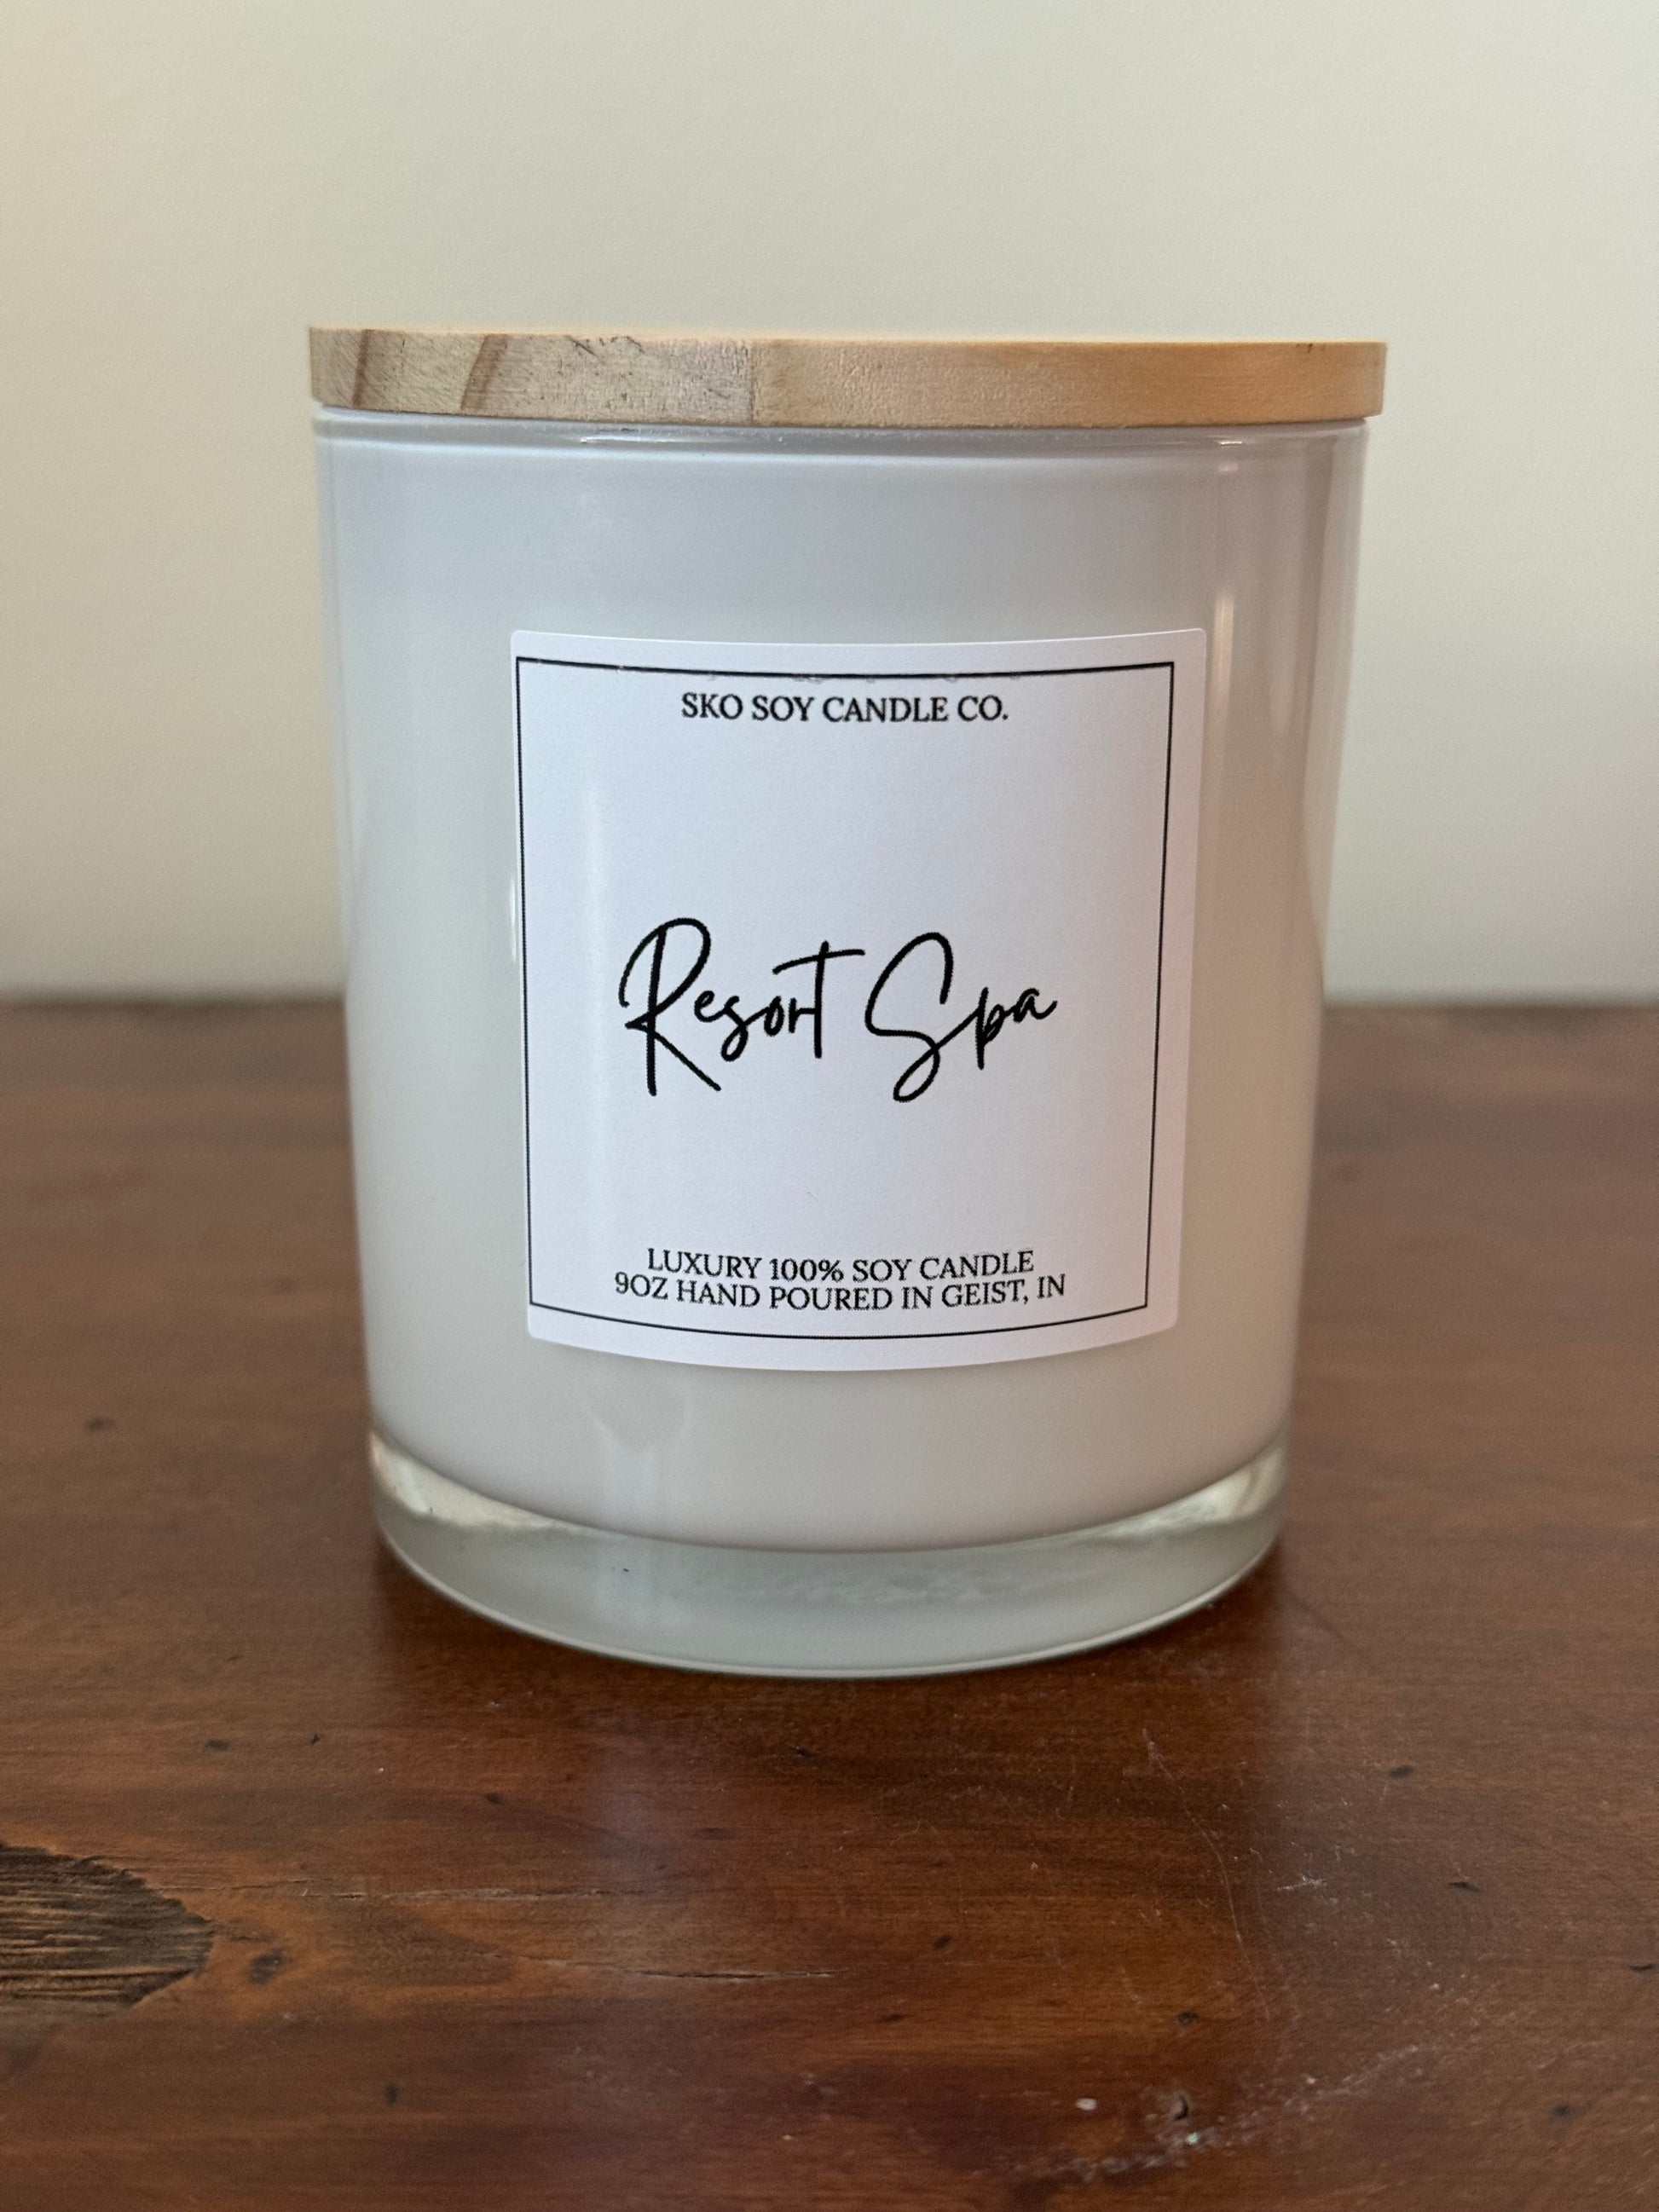 SKO SOY CANDLE CO.
Resort Spa
LUXURY 100% SOY CANDLE
9OZ HAND POURED IN GEIST, IN